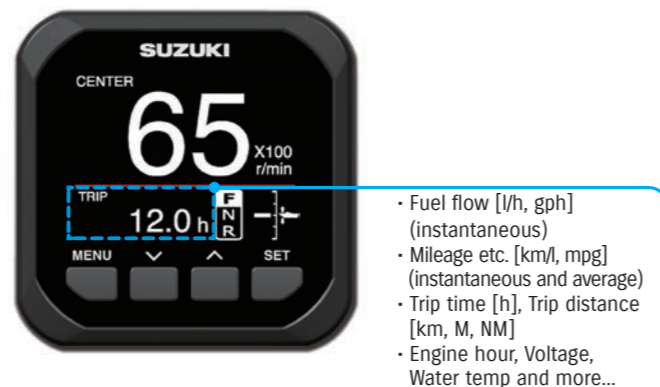 SUZUKI
CENTER
65
X100
r/min
TRIP
12.0 h
F
N
R
MENU
SET
· Fuel flow [l/h, gph]
(instantaneous)
· Mileage etc. [km/l, mpg]
(instantaneous and average)
· Trip time [h], Trip distance
[km, M, NM]
· Engine hour, Voltage,
Water temp and more...